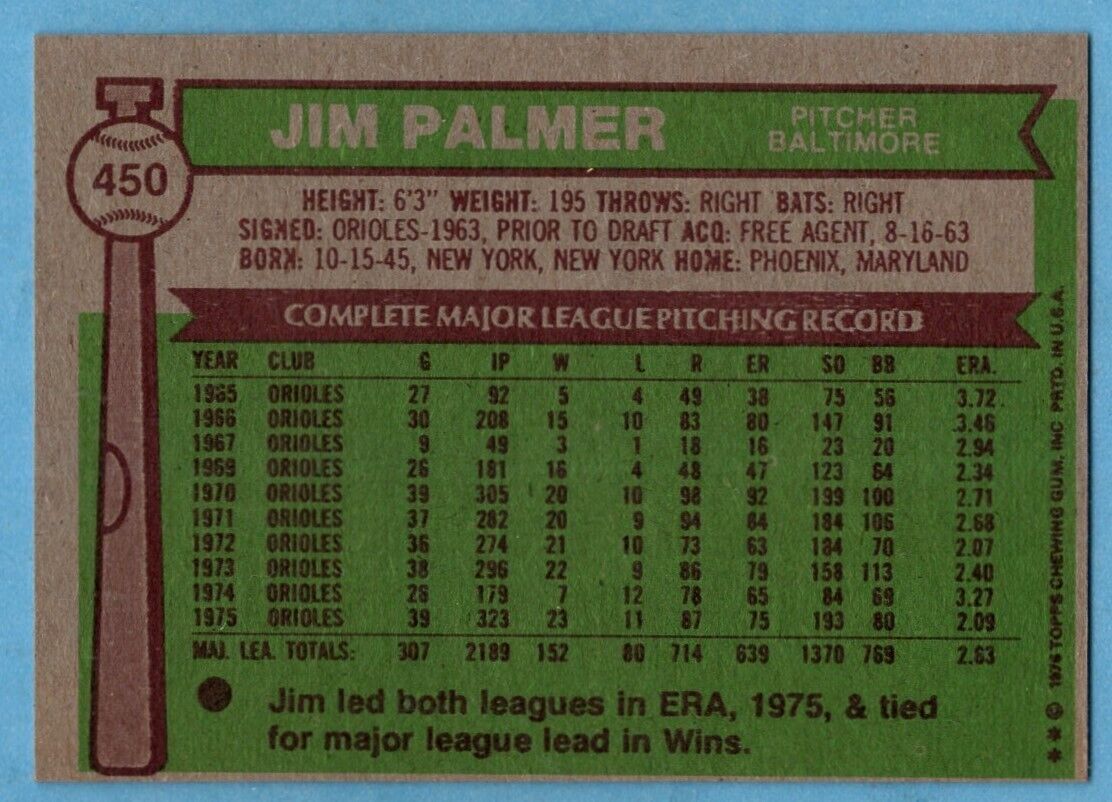 450
JIM PALMER
PITCHER
BALTIMORE
HEIGHT: 6'3" WEIGHT: 195 THROWS: RIGHT BATS: RIGHT
SIGNED: ORIOLES-1963, PRIOR TO DRAFT ACQ: FREE AGENT, 8-16-63
BORN: 10-15-45, NEW YORK, NEW YORK HOME: PHOENIX, MARYLAND
COMPLETE MAJOR LEAGUE PITCHING RECORD
YEAR CLUB G IP W L R ER SO BB ERA.
1965 ORIOLES 27 92 5 4 49 38 75 56 3.72
1966 ORIOLES 30 208 15 10 83 80 147 91 3.46
1967 ORIOLES 9 49 3 1 18 16 23 20 2.94
1969 ORIOLES 26 181 16 4 48 47 123 64 2.34
1970 ORIOLES 39 305 20 10 98 92 199 100 2.71
1971 ORIOLES 37 282 20 9 94 84 184 106 2.68
1972 ORIOLES 36 274 21 10 73 63 184 70 2.07
1973 ORIOLES 38 296 22 9 86 79 158 113 2.40
1974 ORIOLES 26 179 7 12 78 65 84 69 3.27
1975 ORIOLES 39 323 23 11 87 75 193 80 2.09
MAJ. LEA. TOTALS: 307 2189 152 80 714 639 1370 769 2.63
Jim led both leagues in ERA, 1975, & tied
for major league lead in Wins.
** © 1976 TOPPS CHEWING GUM, INC PRTD. IN U.S.A.